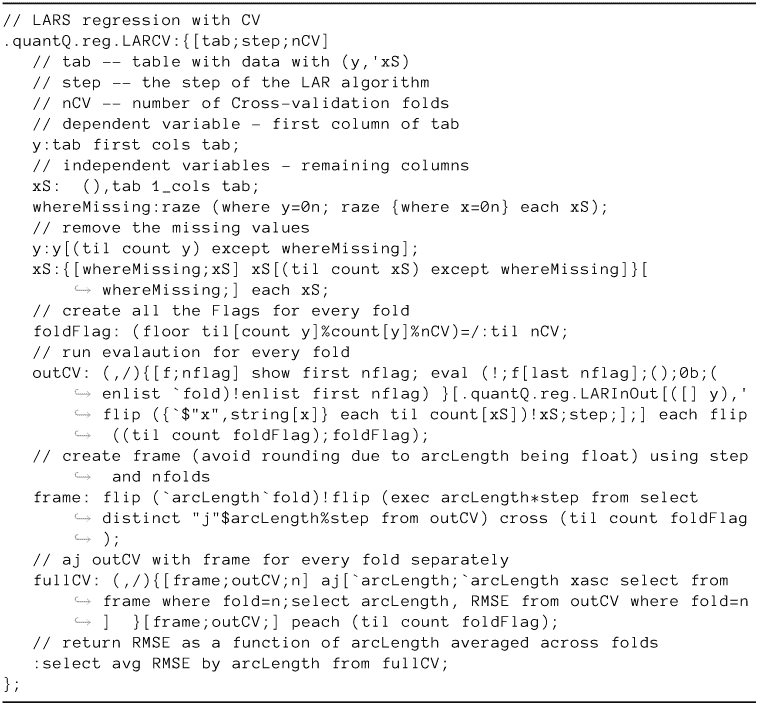 // LARS regression with CV
.quantQ.reg.LARCV:{[tab;step;nCV]
// tab -- table with data with (y,'xS)
// step -- the step of the LAR algorithm
// nCV -- number of Cross-validation folds
// dependent variable - first column of tab
y:tab first cols tab;
// independent variables - remaining columns
xS:  (),tab 1_cols tab;
whereMissing:raze (where y=0n; raze {where x=0n} each xS);
// remove the missing values
y:y[(til count y) except whereMissing];
xS:{[whereMissing;xS] xS[(til count xS) except whereMissing]}[
↪ whereMissing;] each xS;
// create all the Flags for every fold
foldFlag: (floor til[count y]%count[y]%nCV)=/:til nCV;
// run evalaution for every fold
outCV: (,/){[f;nflag] show first nflag; eval (!;f[last nflag];();0b;(
↪ enlist `fold)!enlist first nflag) }[.quantQ.reg.LARInOut[([] y),'
↪ flip ({`$"x",string[x]} each til count[xS])!xS;step;];] each flip
↪ ((til count foldFlag);foldFlag);
// create frame (avoid rounding due to arcLength being float) using step
↪ and nfolds
frame: flip (`arcLength`fold)!flip (exec arcLength*step from select
↪ distinct "j"$arcLength%step from outCV) cross (til count foldFlag
↪ );
// aj outCV with frame for every fold separately
fullCV: (,/){[frame;outCV;n] aj[`arcLength;`arcLength xasc select from
↪ frame where fold=n;select arcLength, RMSE from outCV where fold=n
↪ ]  }[frame;outCV;] peach (til count foldFlag);
// return RMSE as a function of arcLength averaged across folds
:select avg RMSE by arcLength from fullCV;
};